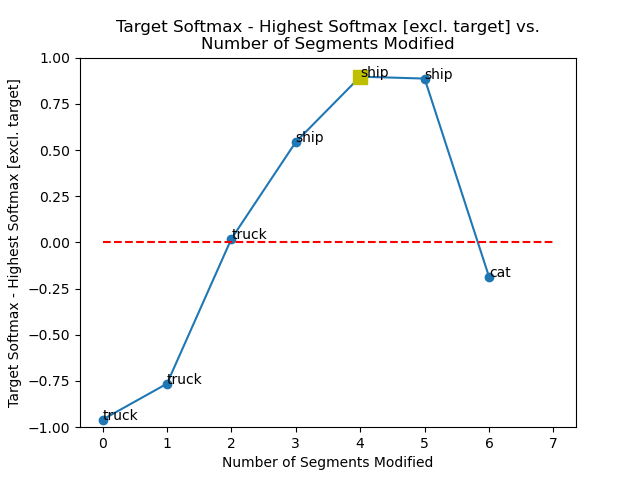 Target Softmax - Highest Softmax [excl. target] vs.
Number of Segments Modified
Target Softmax - Highest Softmax [excl. target]
1.00
0.75
0.50
0.25
0.00
−0.25
−0.50
−0.75
−1.00
truck
truck
truck
ship
ship
ship
cat
0 1 2 3 4 5 6 7
Number of Segments Modified